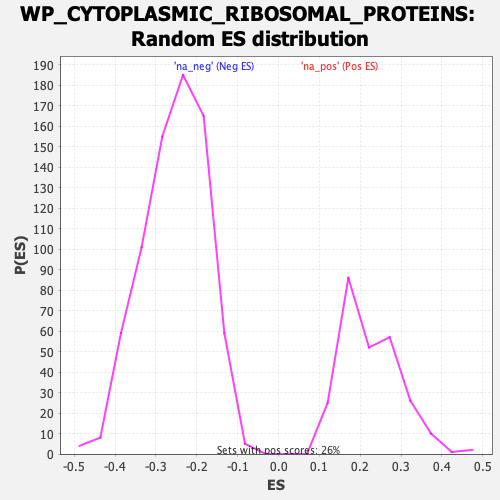 WP_CYTOPLASMIC_RIBOSOMAL_PROTEINS:
Random ES distribution
'na_neg' (Neg ES)
'na_pos' (Pos ES)
190
180
170
160
150
140
130
120
110
100
90
80
70
60
50
40
30
20
10
0
P(ES)
Sets with pos scores: 26%
-0.5 -0.4 -0.3 -0.2 -0.1 0.0 0.1 0.2 0.3 0.4 0.5
ES